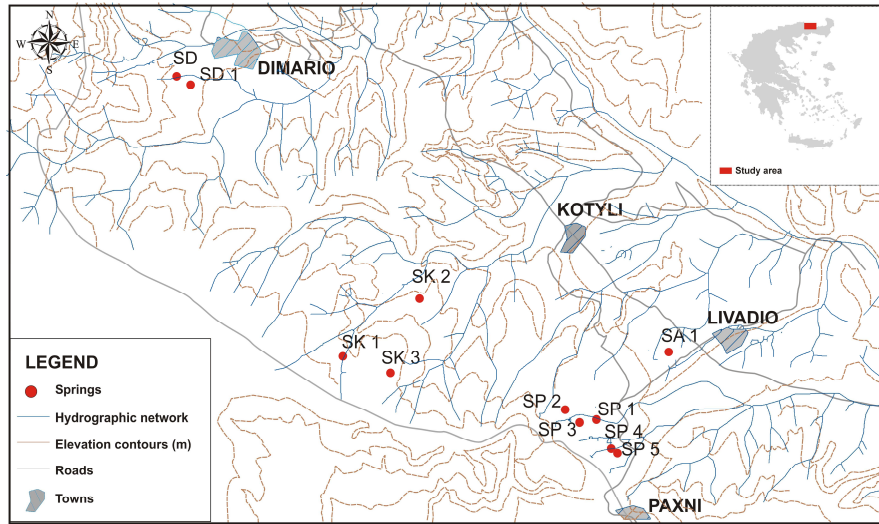 N
W E
S
SD
SD 1
DIMARIO
Study area
KOTYLI
SK 2
LIVADIO
SA 1
SK 1
SK 3
SP 2
SP 1
SP 3
SP 4
SP 5
PAXNI
LEGEND
Springs
Hydrographic network
Elevation contours (m)
Roads
Towns